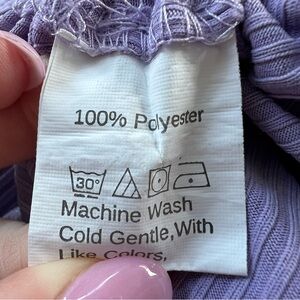 100% Polyester
30°
Machine Wash
Cold Gentle,With
Like Colors,